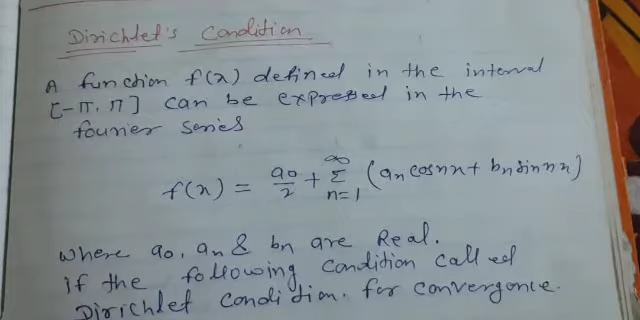 Dirichlet's Condition
A function f(x) defined in the interval
[-π, π] can be expressed in the
fourier series
f(x) = a₀/2 + ∞Σn=1 (aₙ cosnx + bₙ sinnx)
where a₀, aₙ & bₙ are Real.
if the following condition called
Dirichlet condition. for convergence.